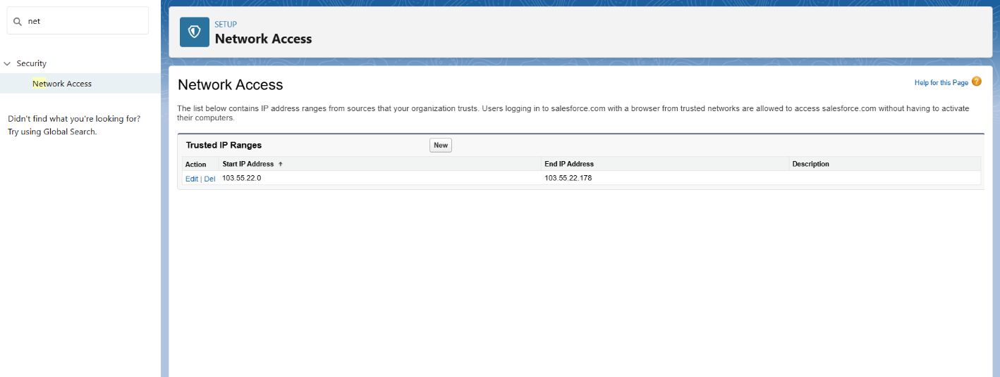 net
Security
Network Access
Didn't find what you're looking for?
Try using Global Search.
SETUP
Network Access
Network Access
Help for this Page ?
The list below contains IP address ranges from sources that your organization trusts. Users logging in to salesforce.com with a browser from trusted networks are allowed to access salesforce.com without having to activate
their computers.
Trusted IP Ranges New
Action Start IP Address ↑ End IP Address Description
Edit | Del 103.55.22.0 103.55.22.178